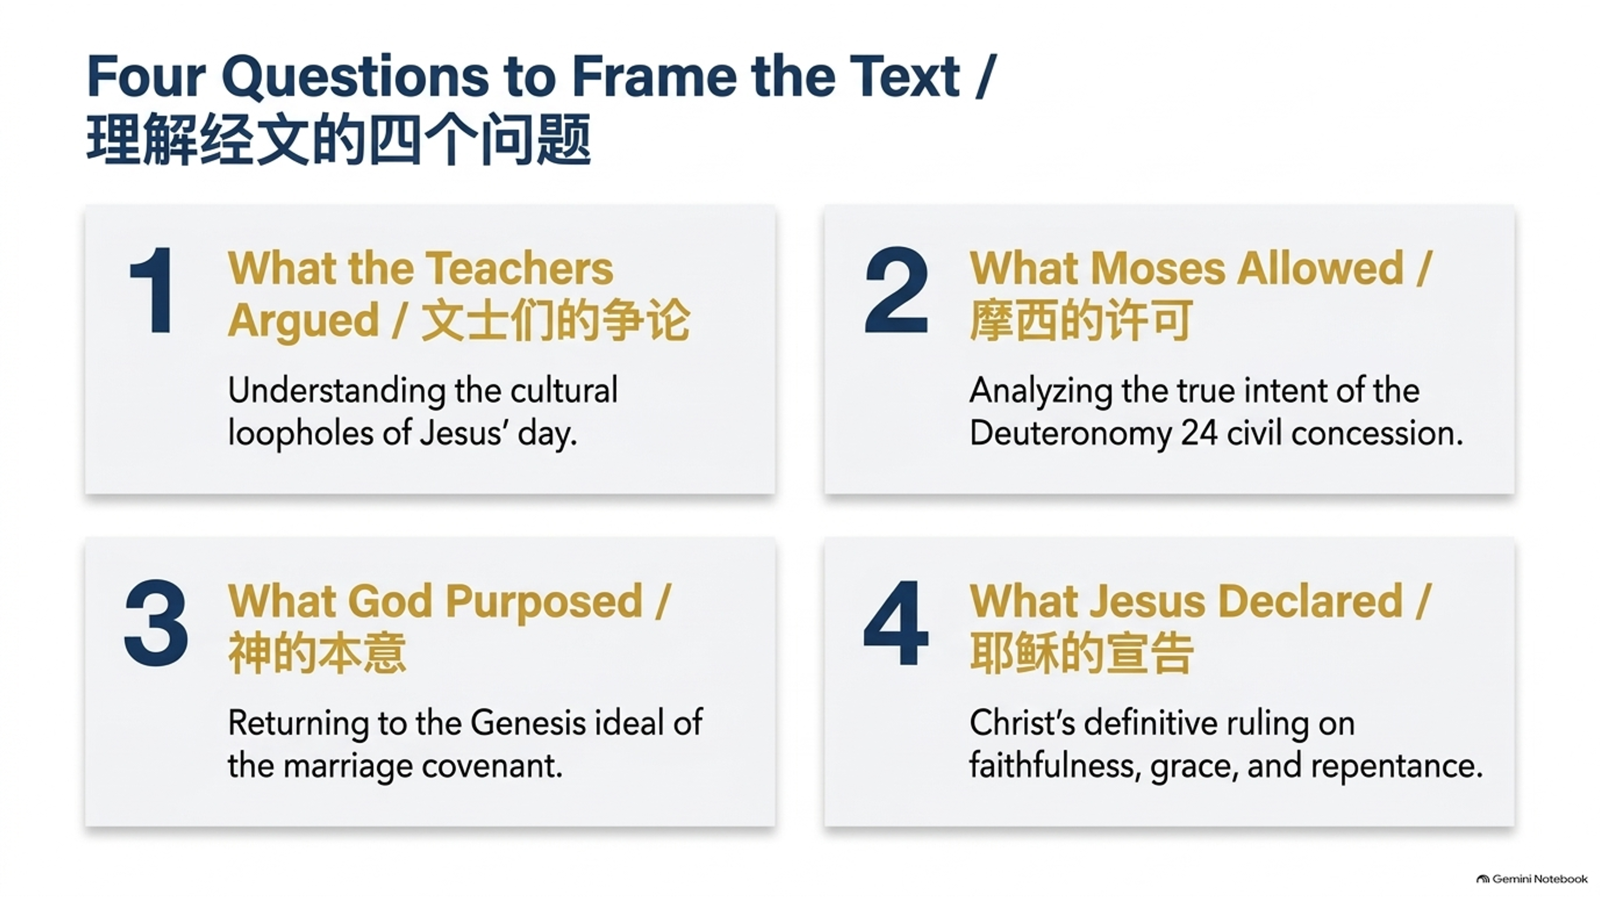 Four Questions to Frame the Text /
理解经文的四个问题
1
What the Teachers
Argued / 文士们的争论
Understanding the cultural
loopholes of Jesus’ day.
2
What Moses Allowed /
摩西的许可
Analyzing the true intent of the
Deuteronomy 24 civil concession.
3
What God Purposed /
神的本意
Returning to the Genesis ideal of
the marriage covenant.
4
What Jesus Declared /
耶稣的宣告
Christ’s definitive ruling on
faithfulness, grace, and repentance.
Gemini Notebook